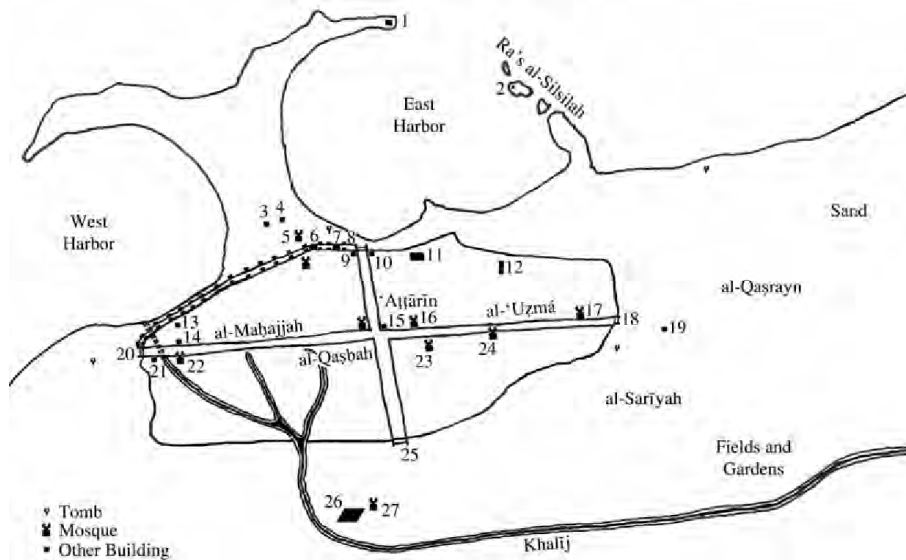 1
Ra's al-Silsilah
2
East
Harbor
West
Harbor
Sand
3
4
5
6
7
8
9
10
11
12
al-Qaṣrayn
'Aṭṭārīn
al-'Uẓmá
13
14
al-Maḥajjah
15
16
17
18
19
20
21
22
al-Qaṣbah
23
24
al-Sarīyah
25
Fields and
Gardens
26
27
Khalīj
Tomb
Mosque
Other Building